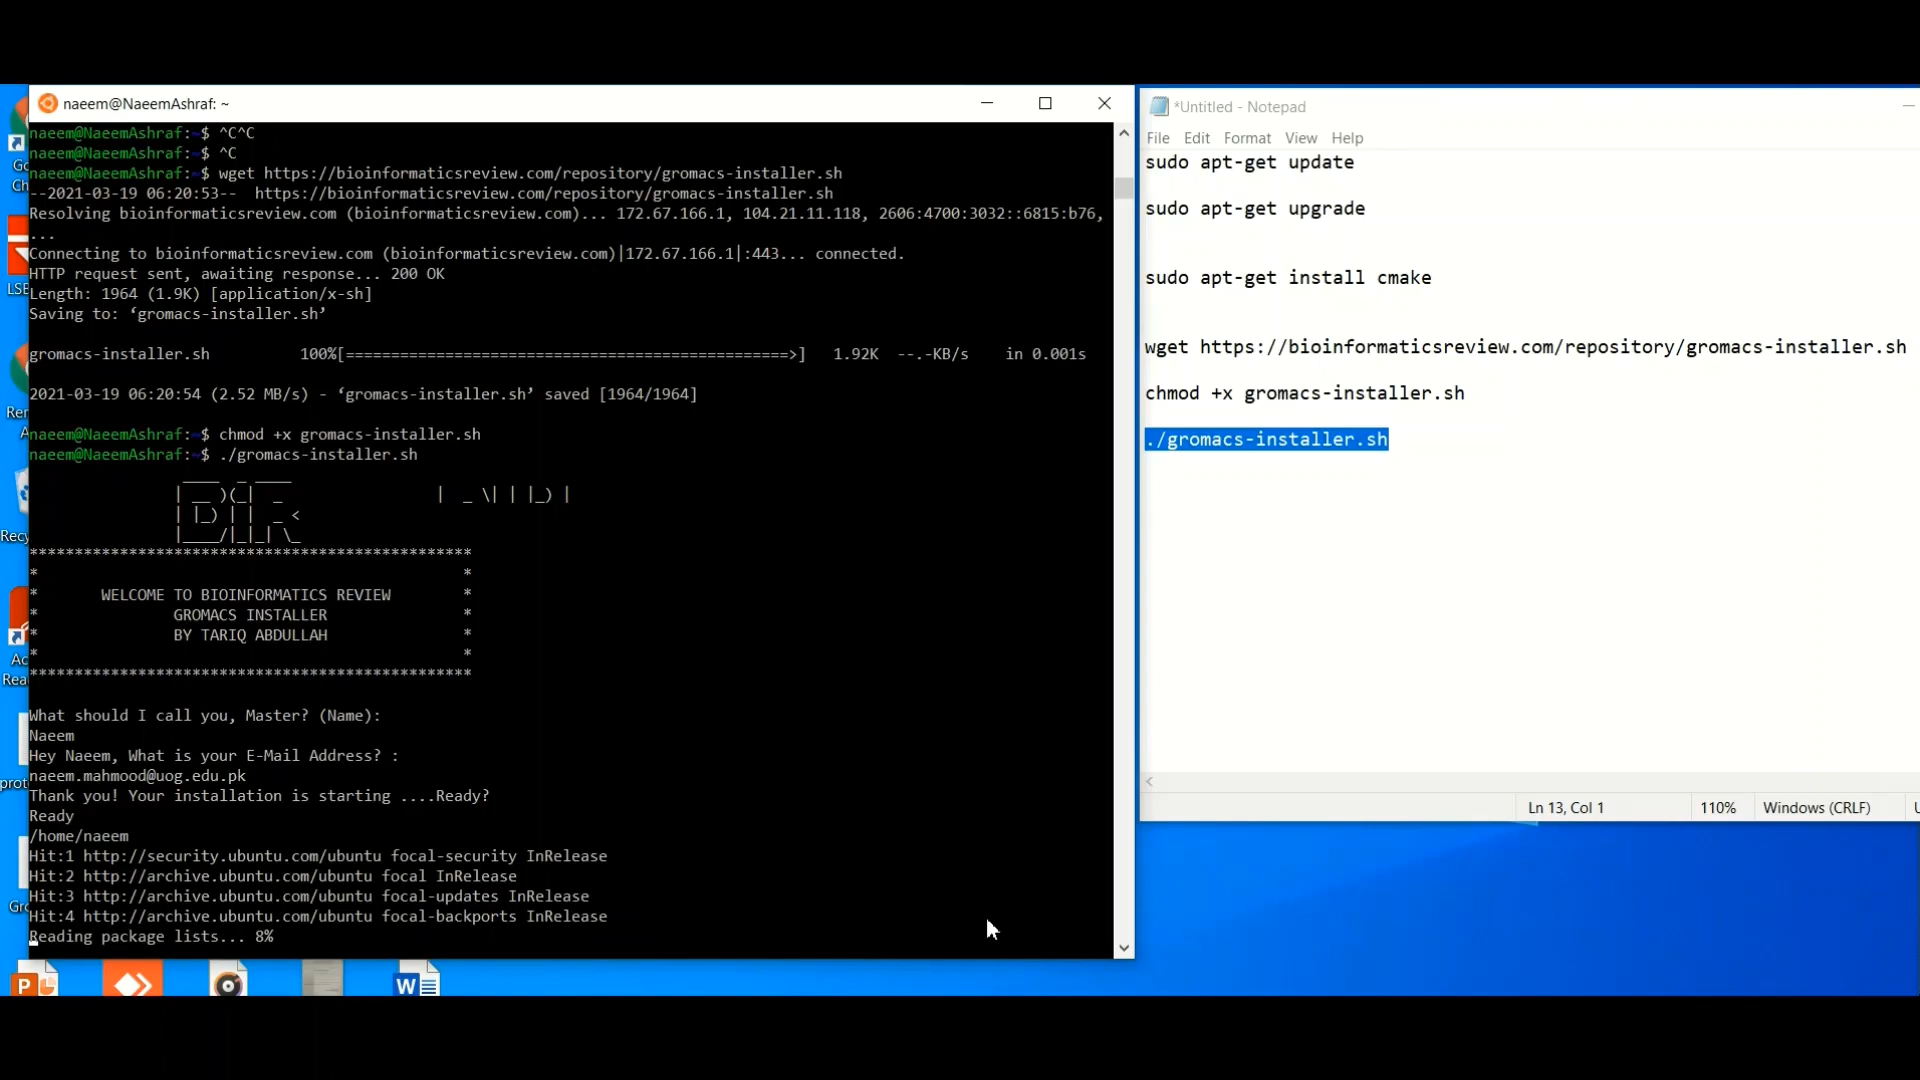 naeem@NaeemAshraf: ~
naeem@NaeemAshraf:~$ ^C^C
naeem@NaeemAshraf:~$ ^C
naeem@NaeemAshraf:~$ wget https://bioinformaticsreview.com/repository/gromacs-installer.sh
--2021-03-19 06:20:53--  https://bioinformaticsreview.com/repository/gromacs-installer.sh
Resolving bioinformaticsreview.com (bioinformaticsreview.com)... 172.67.166.1, 104.21.11.118, 2606:4700:3032::6815:b76,
...
Connecting to bioinformaticsreview.com (bioinformaticsreview.com)|172.67.166.1|:443... connected.
HTTP request sent, awaiting response... 200 OK
Length: 1964 (1.9K) [application/x-sh]
Saving to: ‘gromacs-installer.sh’
gromacs-installer.sh          100%[=================================================>]   1.92K  --.-KB/s    in 0.001s
2021-03-19 06:20:54 (2.52 MB/s) - ‘gromacs-installer.sh’ saved [1964/1964]
naeem@NaeemAshraf:~$ chmod +x gromacs-installer.sh
naeem@NaeemAshraf:~$ ./gromacs-installer.sh
BiR
*************************************************
*                                               *
*       WELCOME TO BIOINFORMATICS REVIEW        *
*               GROMACS INSTALLER               *
*               BY TARIQ ABDULLAH               *
*                                               *
*************************************************
What should I call you, Master? (Name):
Naeem
Hey Naeem, What is your E-Mail Address? :
naeem.mahmood@uog.edu.pk
Thank you! Your installation is starting ....Ready?
Ready
/home/naeem
Hit:1 http://security.ubuntu.com/ubuntu focal-security InRelease
Hit:2 http://archive.ubuntu.com/ubuntu focal InRelease
Hit:3 http://archive.ubuntu.com/ubuntu focal-updates InRelease
Hit:4 http://archive.ubuntu.com/ubuntu focal-backports InRelease
Reading package lists... 8%
*Untitled - Notepad
File Edit Format View Help
sudo apt-get update
sudo apt-get upgrade
sudo apt-get install cmake
wget https://bioinformaticsreview.com/repository/gromacs-installer.sh
chmod +x gromacs-installer.sh
./gromacs-installer.sh
Ln 13, Col 1
110%
Windows (CRLF)